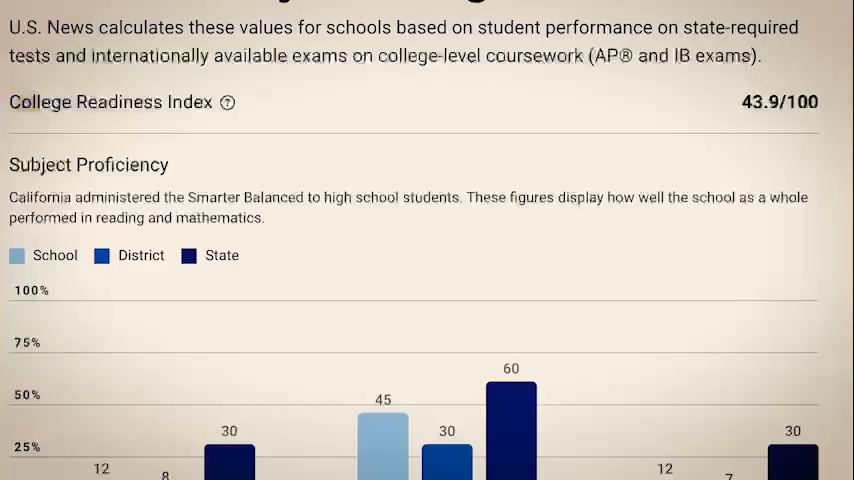 U.S. News calculates these values for schools based on student performance on state-required
tests and internationally available exams on college-level coursework (AP® and IB exams).
College Readiness Index ?
43.9/100
Subject Proficiency
California administered the Smarter Balanced to high school students. These figures display how well the school as a whole
performed in reading and mathematics.
School District State
100%
75%
60
50%
45
30 30 30
25%
12 12
8 7